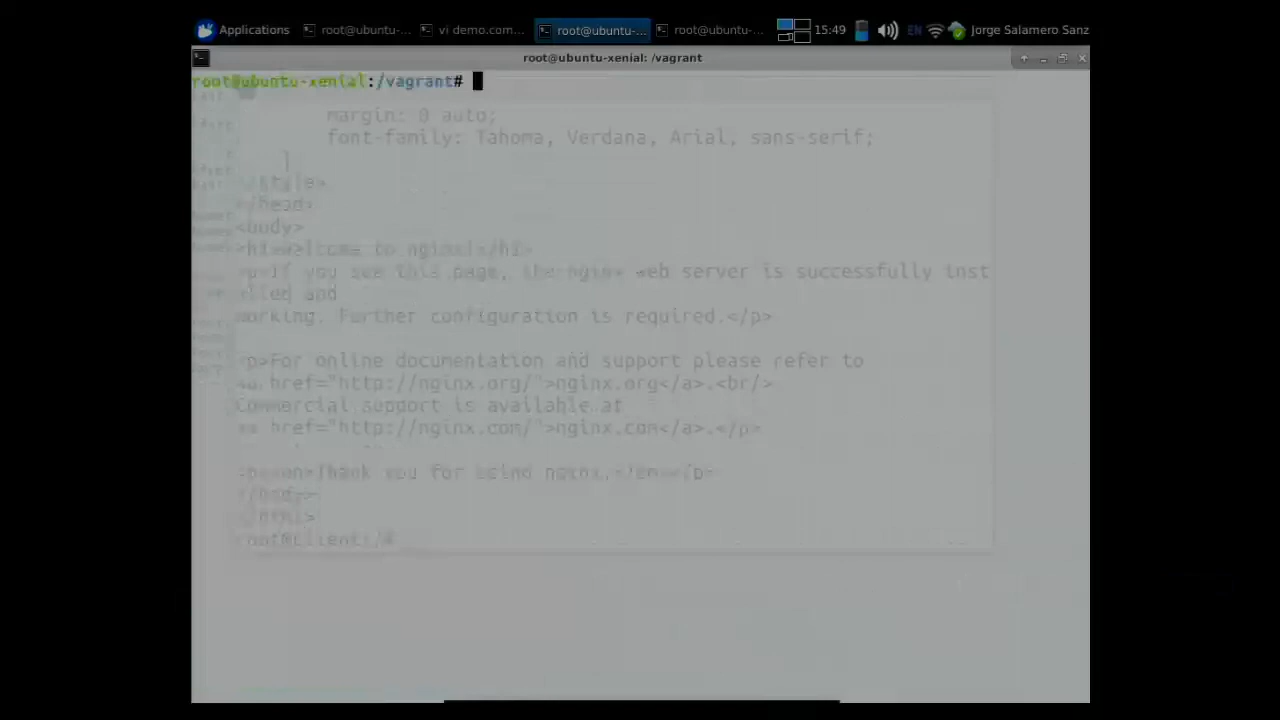 Applications root@ubuntu-... vi demo.com... root@ubuntu-... root@ubuntu-... 15:49 EN Jorge Salamero Sanz
root@ubuntu-xenial: /vagrant
root@ubuntu-xenial:/vagrant#
margin: 0 auto;
font-family: Tahoma, Verdana, Arial, sans-serif;
}
</style>
</head>
<body>
to nginx!</h1>
<p>If you see this page, the nginx web server is successfully inst
alled and
working. Further configuration is required.</p>
<p>For online documentation and support please refer to
<a href="http://nginx.org/">nginx.org</a>.<br/>
Commercial support is available at
<a href="http://nginx.com/">nginx.com</a>.</p>
<p><em>Thank you for using nginx.</em></p>
</body>
</html>
root@client:/#